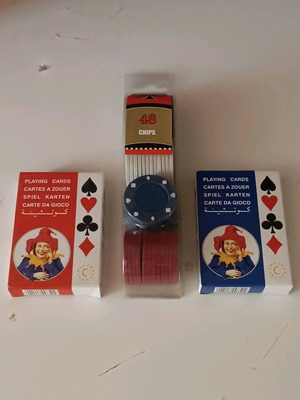 48
CHIPS
PLAYING CARDS
CARTES A ZOUER
SPIEL KARTEN
CARTE DA GIOCO
كوتشينة
C
PLAYING CARDS
CARTES A ZOUER
SPIEL KARTEN
CARTE DA GIOCO
كوتشينة
C